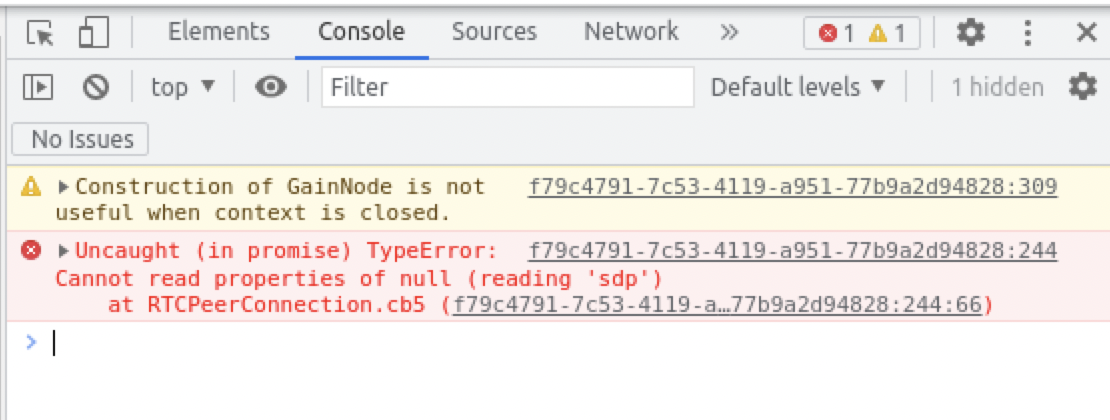 Elements Console Sources Network » 1 1
top ▼ Filter Default levels ▼ 1 hidden
No Issues
Construction of GainNode is not f79c4791-7c53-4119-a951-77b9a2d94828:309
useful when context is closed.
Uncaught (in promise) TypeError: f79c4791-7c53-4119-a951-77b9a2d94828:244
Cannot read properties of null (reading 'sdp')
at RTCPeerConnection.cb5 (f79c4791-7c53-4119-a…77b9a2d94828:244:66)
>